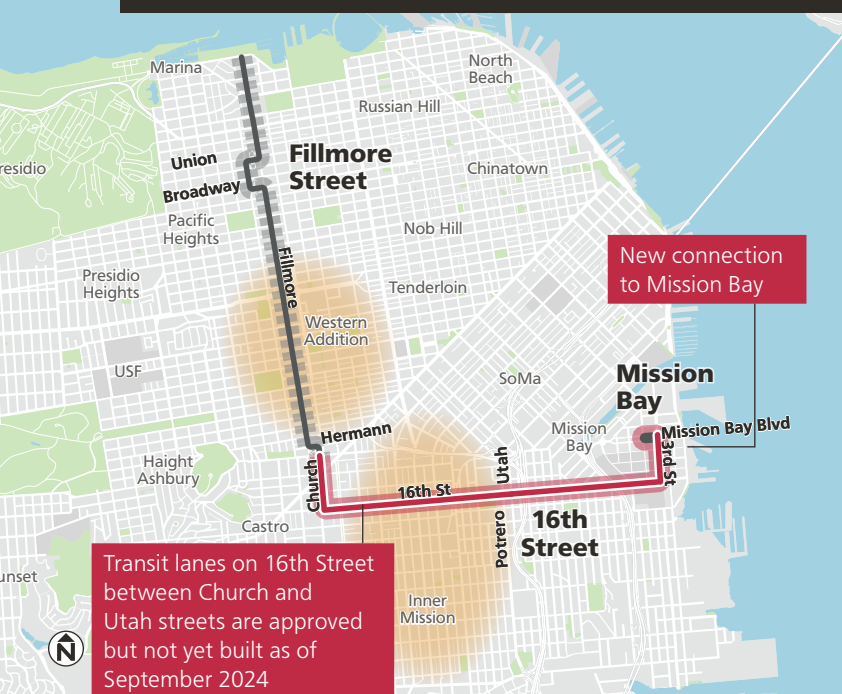 Marina
North
Beach
Russian Hill
Union
Fillmore
Street
Chinatown
residio
Broadway
Pacific
Heights
Nob Hill
New connection
to Mission Bay
Fillmore
Presidio
Heights
Tenderloin
Western
Addition
USF
SoMa
Mission
Bay
Mission Bay Blvd
Hermann
Mission
Bay
3rd St
Haight
Ashbury
Church
Utah
16th St
Castro
Potrero
16th
Street
Transit lanes on 16th Street
between Church and
Utah streets are approved
but not yet built as of
September 2024
unset
Inner
Mission
N